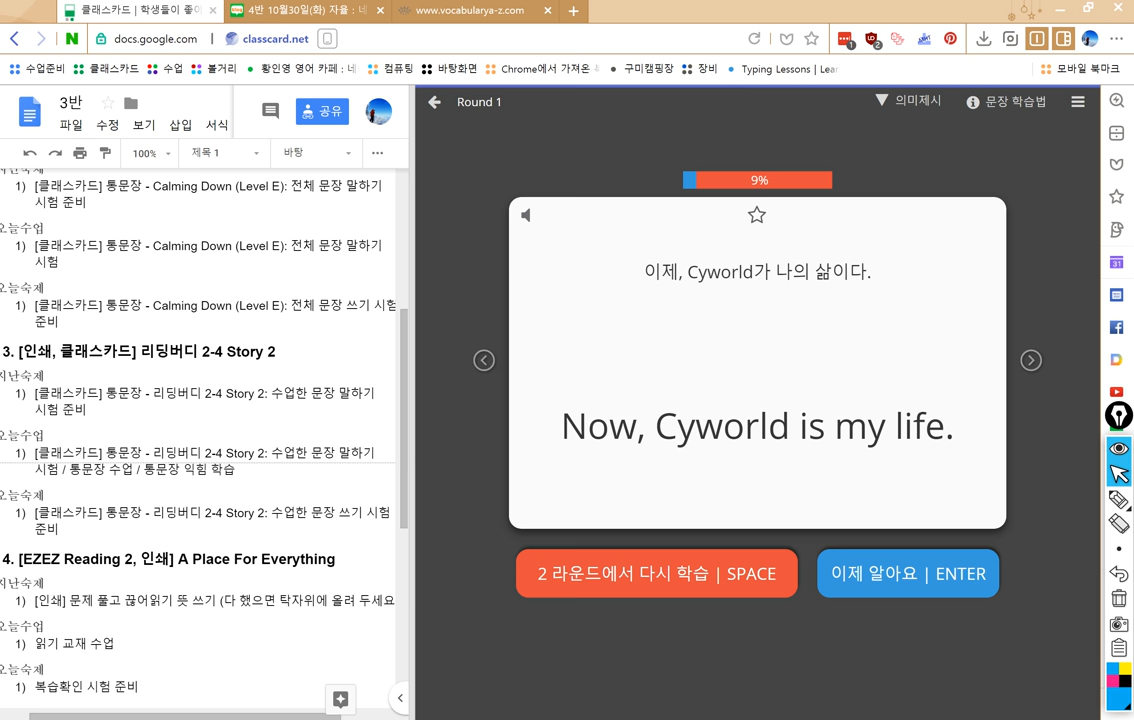 클래스카드 | 학생들이 좋아
4반 10월30일(화) 자율 : 네
www.vocabularya-z.com
docs.google.com
classcard.net
수업준비
클래스카드
수업
볼거리
황인영 영어 카페 : 네
컴퓨팅
바탕화면
Chrome에서 가져온
구미캠핑장
장비
Typing Lessons | Lear
모바일 북마크
3반
공유
파일 수정 보기 삽입 서식
100%
제목 1
바탕
지난숙제
1) [클래스카드] 통문장 - Calming Down (Level E): 전체 문장 말하기
시험 준비
오늘수업
1) [클래스카드] 통문장 - Calming Down (Level E): 전체 문장 말하기
시험
오늘숙제
1) [클래스카드] 통문장 - Calming Down (Level E): 전체 문장 쓰기 시험
준비
3. [인쇄, 클래스카드] 리딩버디 2-4 Story 2
지난숙제
1) [클래스카드] 통문장 - 리딩버디 2-4 Story 2: 수업한 문장 말하기
시험 준비
오늘수업
1) [클래스카드] 통문장 - 리딩버디 2-4 Story 2: 수업한 문장 말하기
시험 / 통문장 수업 / 통문장 익힘 학습
오늘숙제
1) [클래스카드] 통문장 - 리딩버디 2-4 Story 2: 수업한 문장 쓰기 시험
준비
4. [EZEZ Reading 2, 인쇄] A Place For Everything
지난숙제
1) [인쇄] 문제 풀고 끊어읽기 뜻 쓰기 (다 했으면 탁자위에 올려 두세요
오늘수업
1) 읽기 교재 수업
오늘숙제
1) 복습확인 시험 준비
Round 1
의미제시
문장 학습법
9%
이제, Cyworld가 나의 삶이다.
Now, Cyworld is my life.
2 라운드에서 다시 학습 | SPACE
이제 알아요 | ENTER